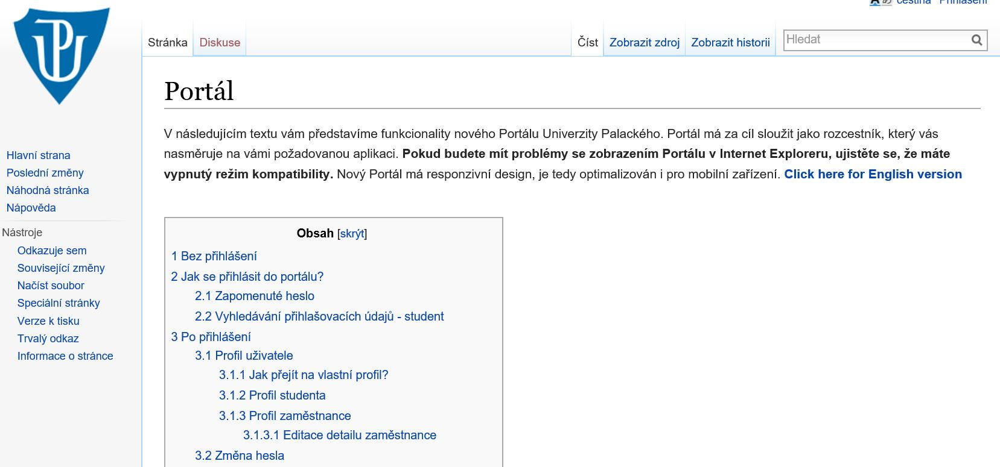 čeština Přihlášení
Stránka Diskuse Číst Zobrazit zdroj Zobrazit historii Hledat
Portál
V následujícím textu vám představíme funkcionality nového Portálu Univerzity Palackého. Portál má za cíl sloužit jako rozcestník, který vás
nasměruje na vámi požadovanou aplikaci. Pokud budete mít problémy se zobrazením Portálu v Internet Exploreru, ujistěte se, že máte
vypnutý režim kompatibility. Nový Portál má responzivní design, je tedy optimalizován i pro mobilní zařízení. Click here for English version
Hlavní strana
Poslední změny
Náhodná stránka
Nápověda
Nástroje
Odkazuje sem
Související změny
Načíst soubor
Speciální stránky
Verze k tisku
Trvalý odkaz
Informace o stránce
Obsah [skrýt]
1 Bez přihlášení
2 Jak se přihlásit do portálu?
2.1 Zapomenuté heslo
2.2 Vyhledávání přihlašovacích údajů - student
3 Po přihlášení
3.1 Profil uživatele
3.1.1 Jak přejít na vlastní profil?
3.1.2 Profil studenta
3.1.3 Profil zaměstnance
3.1.3.1 Editace detailu zaměstnance
3.2 Změna hesla